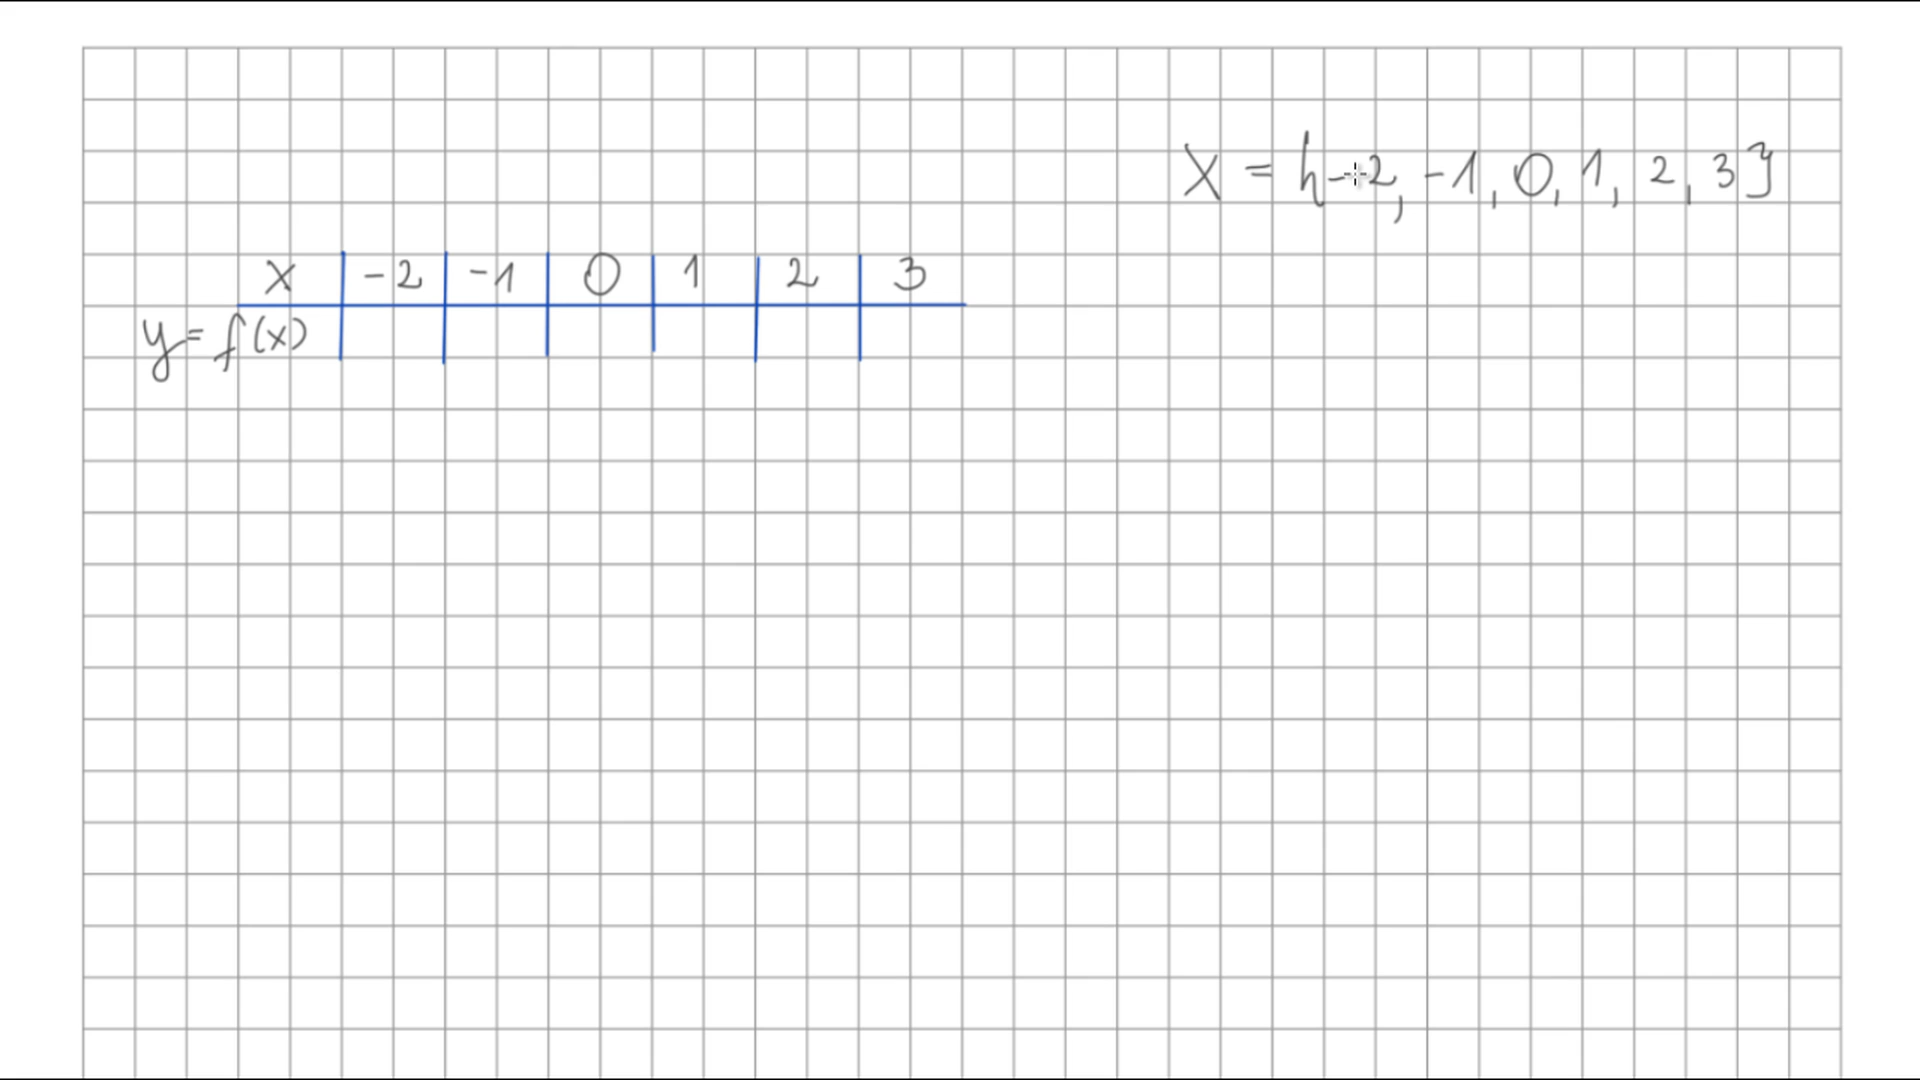 X = {-2, -1, 0, 1, 2, 3}
x -2 -1 0 1 2 3
y = f(x)